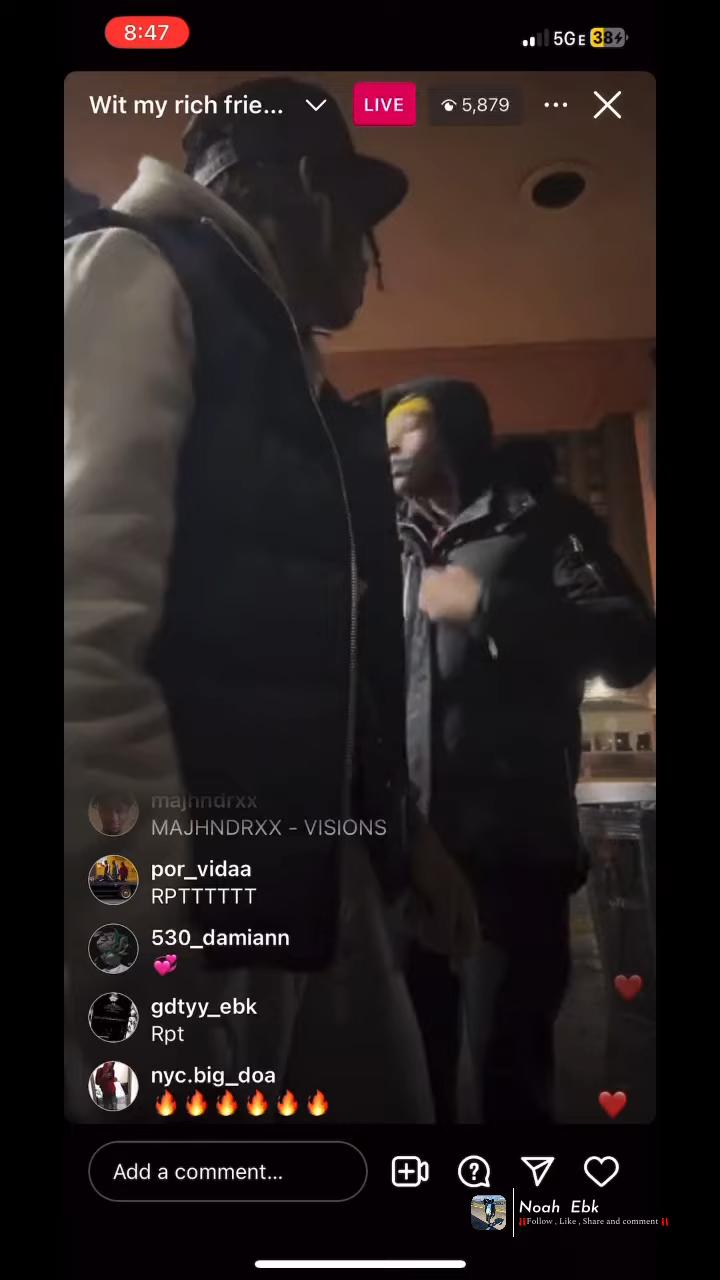 8:47
5GE 38
Wit my rich frie...
LIVE
5,879
majhndrxx
MAJHNDRXX - VISIONS
por_vidaa
RPTTTTTT
530_damiann
💞
gdtyy_ebk
Rpt
nyc.big_doa
🔥🔥🔥🔥🔥🔥
Add a comment...
Noah Ebk
‼️Follow , Like , Share and comment ‼️